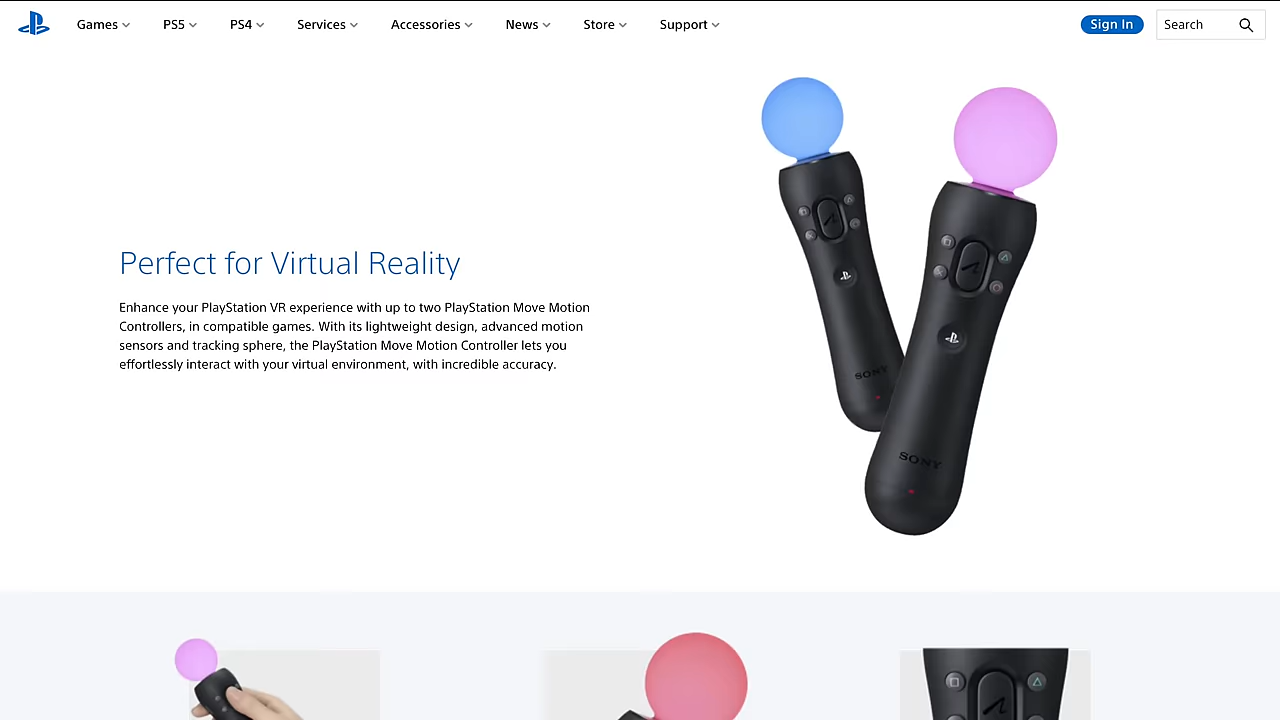 Games PS5 PS4 Services Accessories News Store Support Sign In Search
Perfect for Virtual Reality
Enhance your PlayStation VR experience with up to two PlayStation Move Motion
Controllers, in compatible games. With its lightweight design, advanced motion
sensors and tracking sphere, the PlayStation Move Motion Controller lets you
effortlessly interact with your virtual environment, with incredible accuracy.
SONY
SONY